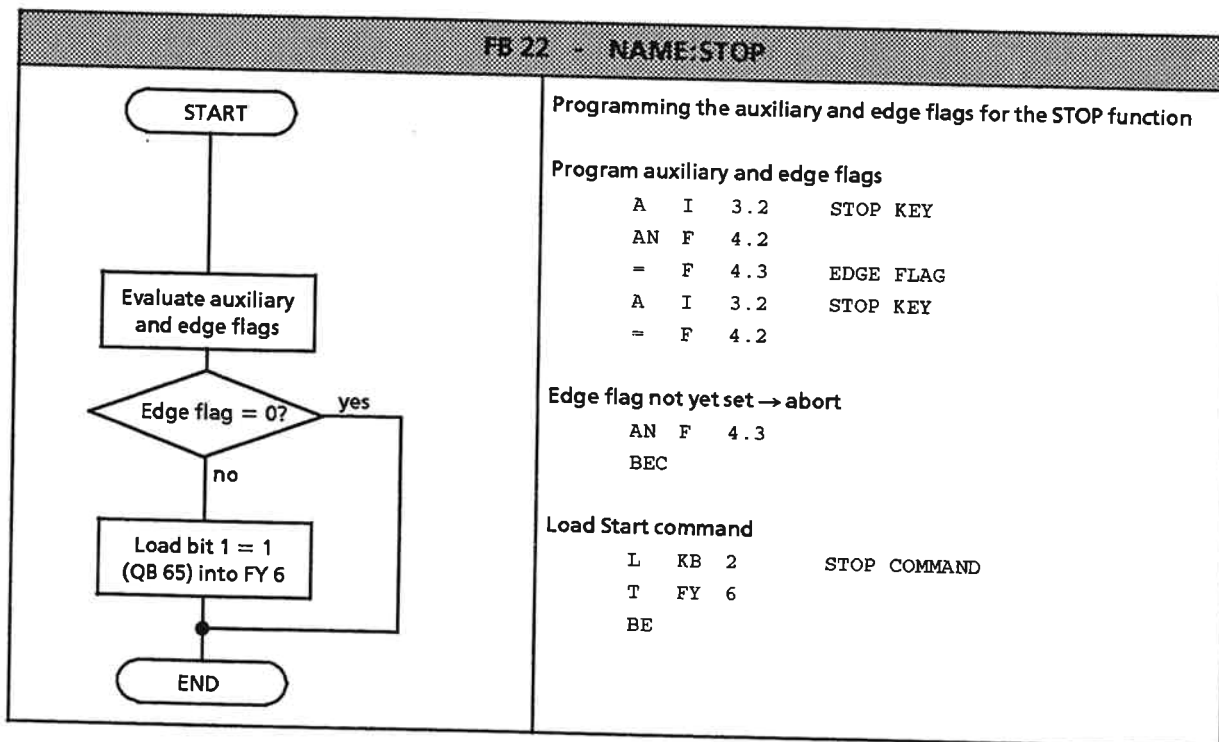 FB 22 - NAME:STOP
START
Evaluate auxiliary
and edge flags
Edge flag = 0?
yes
no
Load bit 1 = 1
(QB 65) into FY 6
END
Programming the auxiliary and edge flags for the STOP function
Program auxiliary and edge flags
A I 3.2 STOP KEY
AN F 4.2
= F 4.3 EDGE FLAG
A I 3.2 STOP KEY
= F 4.2
Edge flag not yet set → abort
AN F 4.3
BEC
Load Start command
L KB 2 STOP COMMAND
T FY 6
BE